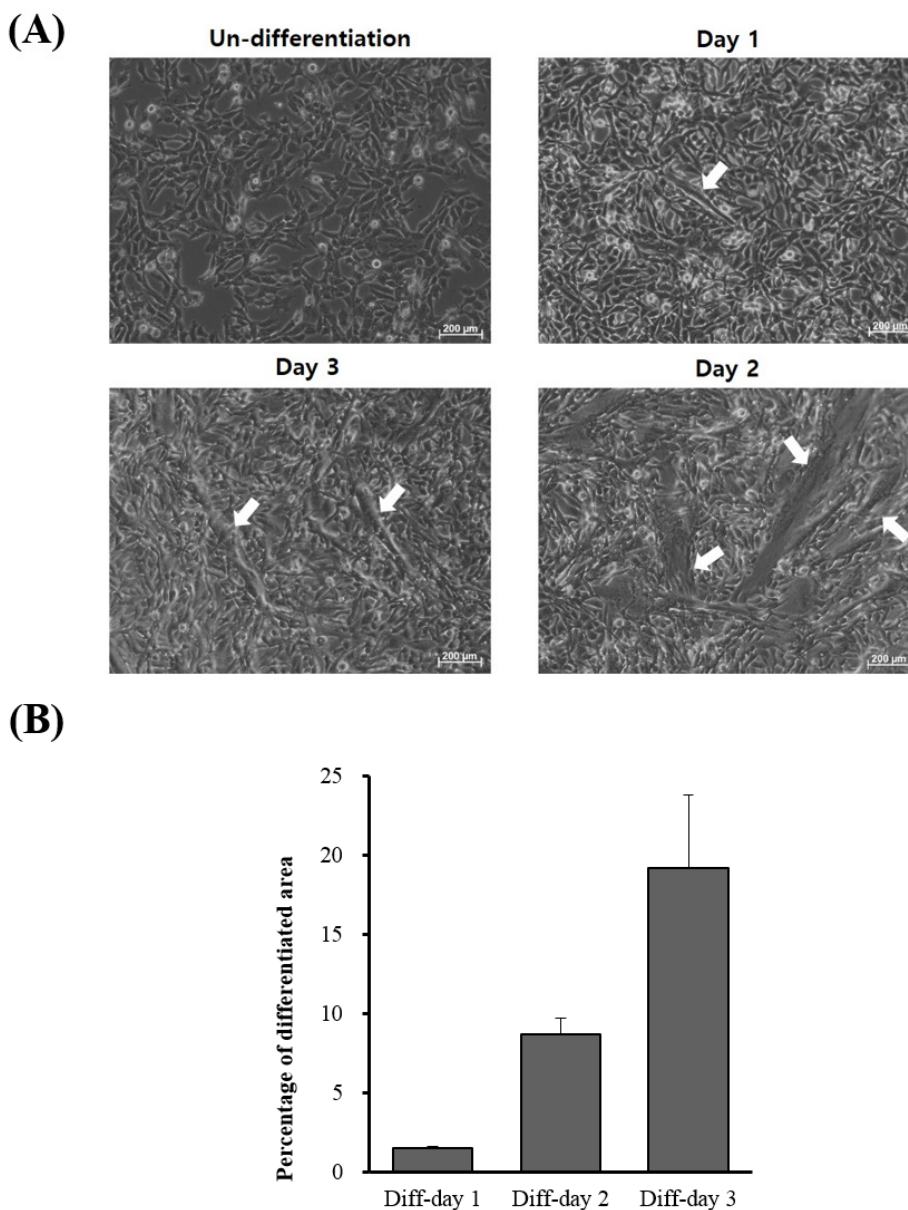 (A)
Un-differentiation
Day 1
200 µm
200 µm
Day 3
Day 2
200 µm
200 µm
(B)
Percentage of differentiated area
25
20
15
10
5
0
Diff-day 1
Diff-day 2
Diff-day 3